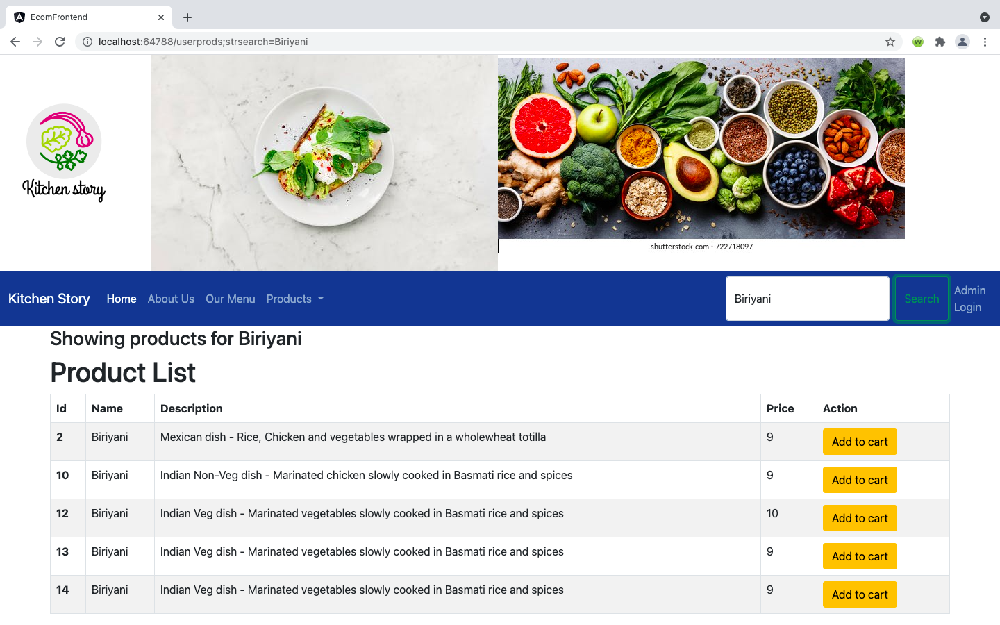 EcomFrontend
localhost:64788/userprods;strsearch=Biriyani
Kitchen story
shutterstock.com · 722718097
Kitchen Story Home About Us Our Menu Products Biriyani Search Admin Login
Showing products for Biriyani
Product List
Id Name Description Price Action
2 Biriyani Mexican dish - Rice, Chicken and vegetables wrapped in a wholewheat totilla 9 Add to cart
10 Biriyani Indian Non-Veg dish - Marinated chicken slowly cooked in Basmati rice and spices 9 Add to cart
12 Biriyani Indian Veg dish - Marinated vegetables slowly cooked in Basmati rice and spices 10 Add to cart
13 Biriyani Indian Veg dish - Marinated vegetables slowly cooked in Basmati rice and spices 9 Add to cart
14 Biriyani Indian Veg dish - Marinated vegetables slowly cooked in Basmati rice and spices 9 Add to cart